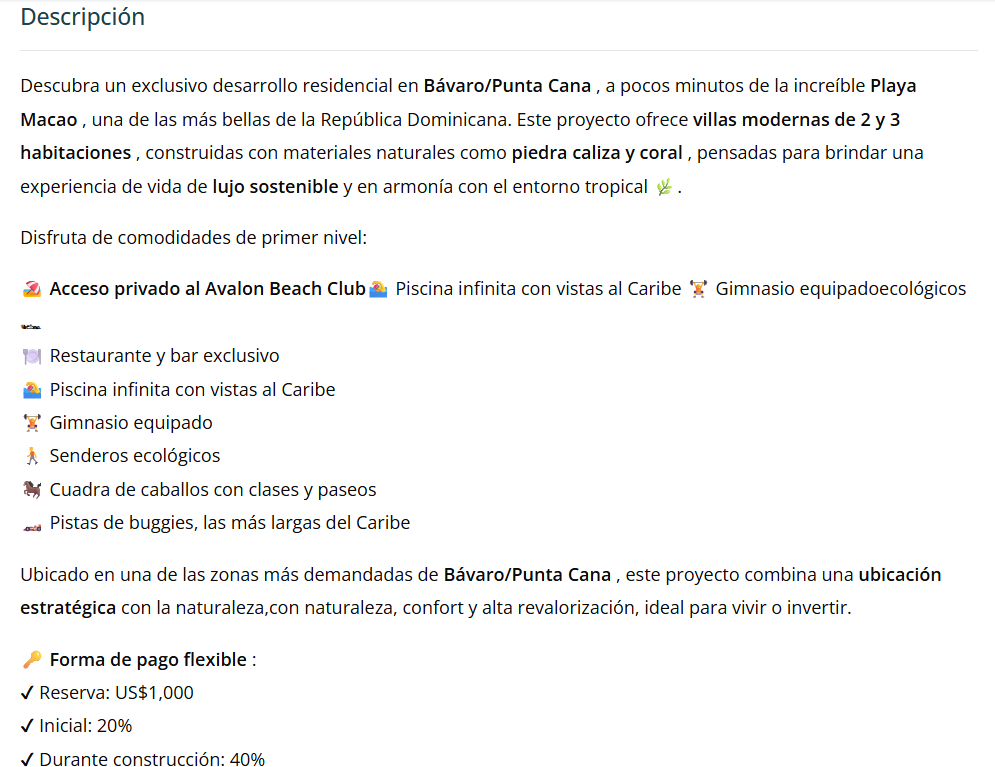 Descripción
Descubra un exclusivo desarrollo residencial en Bávaro/Punta Cana , a pocos minutos de la increíble Playa
Macao , una de las más bellas de la República Dominicana. Este proyecto ofrece villas modernas de 2 y 3
habitaciones , construidas con materiales naturales como piedra caliza y coral , pensadas para brindar una
experiencia de vida de lujo sostenible y en armonía con el entorno tropical 🌿 .
Disfruta de comodidades de primer nivel:
🏖️ Acceso privado al Avalon Beach Club🏊 Piscina infinita con vistas al Caribe 🏋️ Gimnasio equipadoecológicos
🏎️
🍽️ Restaurante y bar exclusivo
🏊 Piscina infinita con vistas al Caribe
🏋️ Gimnasio equipado
🚶 Senderos ecológicos
🐎 Cuadra de caballos con clases y paseos
🏎️ Pistas de buggies, las más largas del Caribe
Ubicado en una de las zonas más demandadas de Bávaro/Punta Cana , este proyecto combina una ubicación
estratégica con la naturaleza,con naturaleza, confort y alta revalorización, ideal para vivir o invertir.
🔑 Forma de pago flexible :
✔ Reserva: US$1,000
✔ Inicial: 20%
✔ Durante construcción: 40%